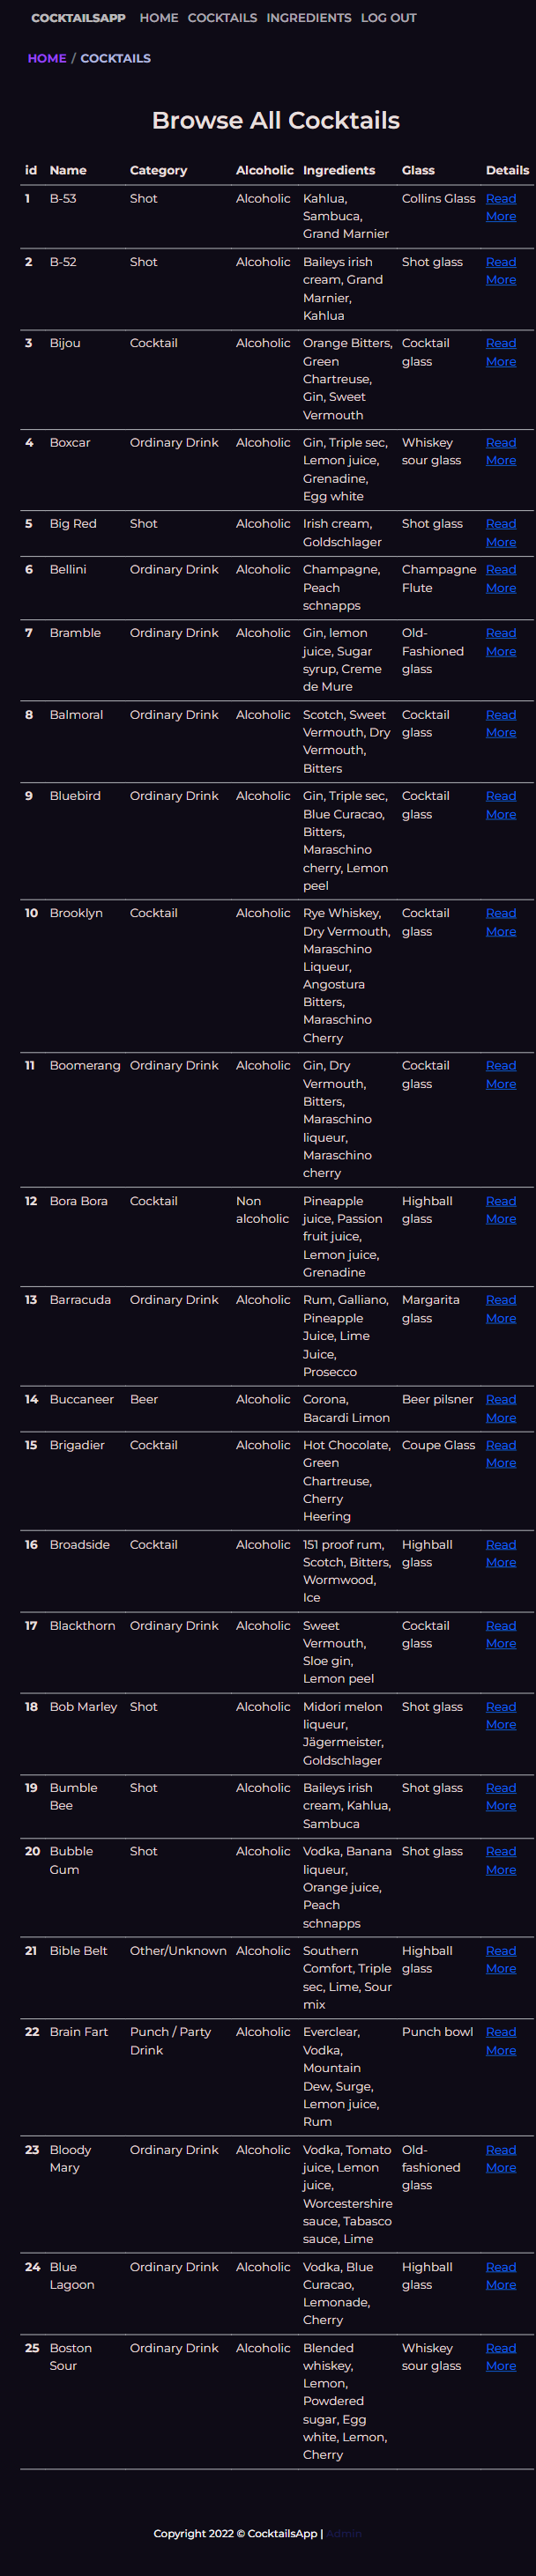 COCKTAILSAPP HOME COCKTAILS INGREDIENTS LOG OUT
HOME / COCKTAILS
Browse All Cocktails
id Name Category Alcoholic Ingredients Glass Details
1 B-53 Shot Alcoholic Kahlua, Collins Glass Read
Sambuca, More
Grand Marnier
2 B-52 Shot Alcoholic Baileys irish Shot glass Read
cream, Grand More
Marnier,
Kahlua
3 Bijou Cocktail Alcoholic Orange Bitters, Cocktail Read
Green glass More
Chartreuse,
Gin, Sweet
Vermouth
4 Boxcar Ordinary Drink Alcoholic Gin, Triple sec, Whiskey Read
Lemon juice, sour glass More
Grenadine,
Egg white
5 Big Red Shot Alcoholic Irish cream, Shot glass Read
Goldschlager More
6 Bellini Ordinary Drink Alcoholic Champagne, Champagne Read
Peach Flute More
schnapps
7 Bramble Ordinary Drink Alcoholic Gin, lemon Old- Read
juice, Sugar Fashioned More
syrup, Creme glass
de Mure
8 Balmoral Ordinary Drink Alcoholic Scotch, Sweet Cocktail Read
Vermouth, Dry glass More
Vermouth,
Bitters
9 Bluebird Ordinary Drink Alcoholic Gin, Triple sec, Cocktail Read
Blue Curacao, glass More
Bitters,
Maraschino
cherry, Lemon
peel
10 Brooklyn Cocktail Alcoholic Rye Whiskey, Cocktail Read
Dry Vermouth, glass More
Maraschino
Liqueur,
Angostura
Bitters,
Maraschino
Cherry
11 Boomerang Ordinary Drink Alcoholic Gin, Dry Cocktail Read
Vermouth, glass More
Bitters,
Maraschino
liqueur,
Maraschino
cherry
12 Bora Bora Cocktail Non Pineapple Highball Read
alcoholic juice, Passion glass More
fruit juice,
Lemon juice,
Grenadine
13 Barracuda Ordinary Drink Alcoholic Rum, Galliano, Margarita Read
Pineapple glass More
Juice, Lime
Juice,
Prosecco
14 Buccaneer Beer Alcoholic Corona, Beer pilsner Read
Bacardi Limon More
15 Brigadier Cocktail Alcoholic Hot Chocolate, Coupe Glass Read
Green More
Chartreuse,
Cherry
Heering
16 Broadside Cocktail Alcoholic 151 proof rum, Highball Read
Scotch, Bitters, glass More
Wormwood,
Ice
17 Blackthorn Ordinary Drink Alcoholic Sweet Cocktail Read
Vermouth, glass More
Sloe gin,
Lemon peel
18 Bob Marley Shot Alcoholic Midori melon Shot glass Read
liqueur, More
Jägermeister,
Goldschlager
19 Bumble Shot Alcoholic Baileys irish Shot glass Read
Bee cream, Kahlua, More
Sambuca
20 Bubble Shot Alcoholic Vodka, Banana Shot glass Read
Gum liqueur, More
Orange juice,
Peach
schnapps
21 Bible Belt Other/Unknown Alcoholic Southern Highball Read
Comfort, Triple glass More
sec, Lime, Sour
mix
22 Brain Fart Punch / Party Alcoholic Everclear, Punch bowl Read
Drink Vodka, More
Mountain
Dew, Surge,
Lemon juice,
Rum
23 Bloody Ordinary Drink Alcoholic Vodka, Tomato Old- Read
Mary juice, Lemon fashioned More
juice, glass
Worcestershire
sauce, Tabasco
sauce, Lime
24 Blue Ordinary Drink Alcoholic Vodka, Blue Highball Read
Lagoon Curacao, glass More
Lemonade,
Cherry
25 Boston Ordinary Drink Alcoholic Blended Whiskey Read
Sour whiskey, sour glass More
Lemon,
Powdered
sugar, Egg
white, Lemon,
Cherry
Copyright 2022 © CocktailsApp | Admin